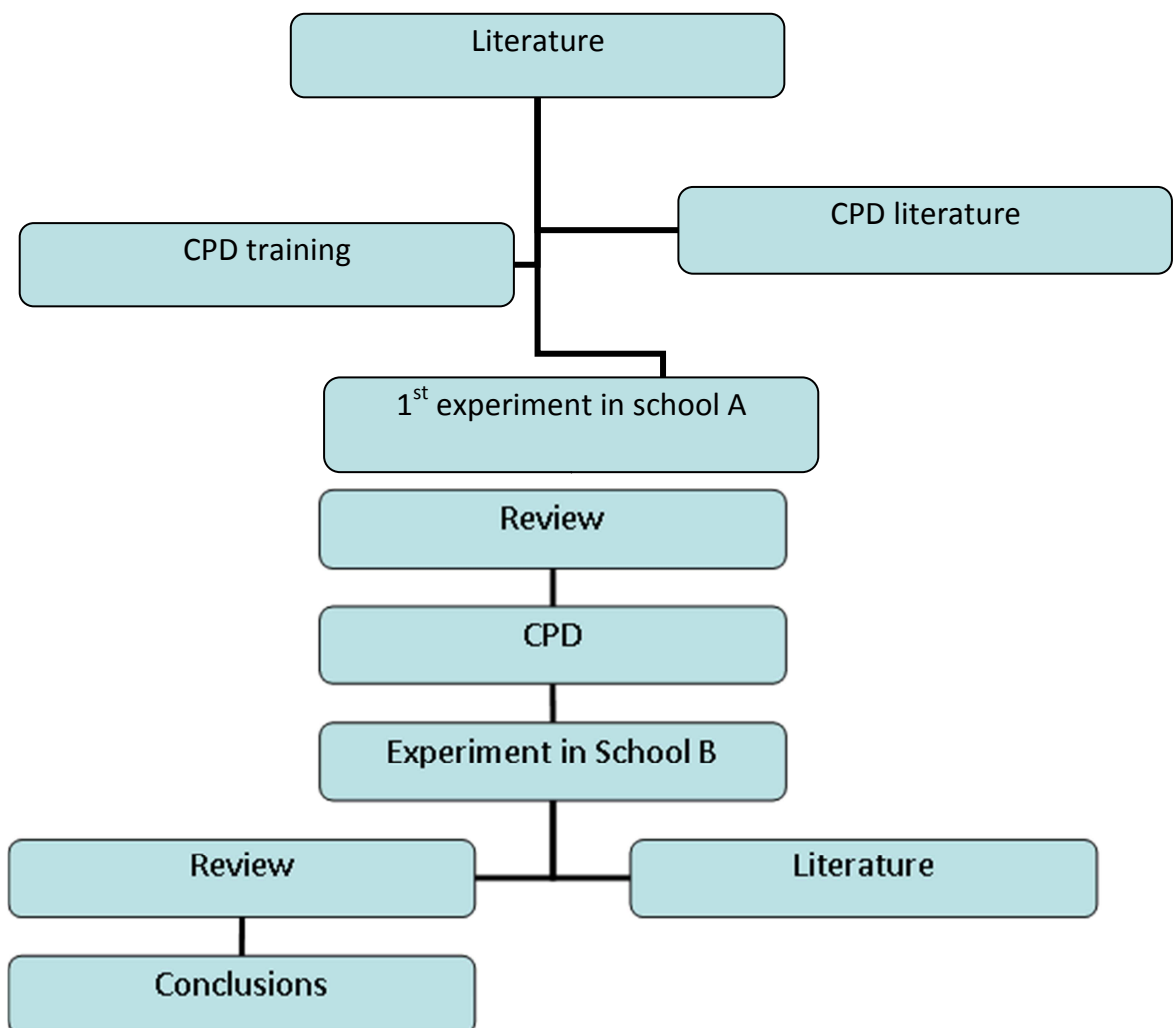 Literature
CPD literature
CPD training
1st experiment in school A
Review
CPD
Experiment in School B
Review
Literature
Conclusions